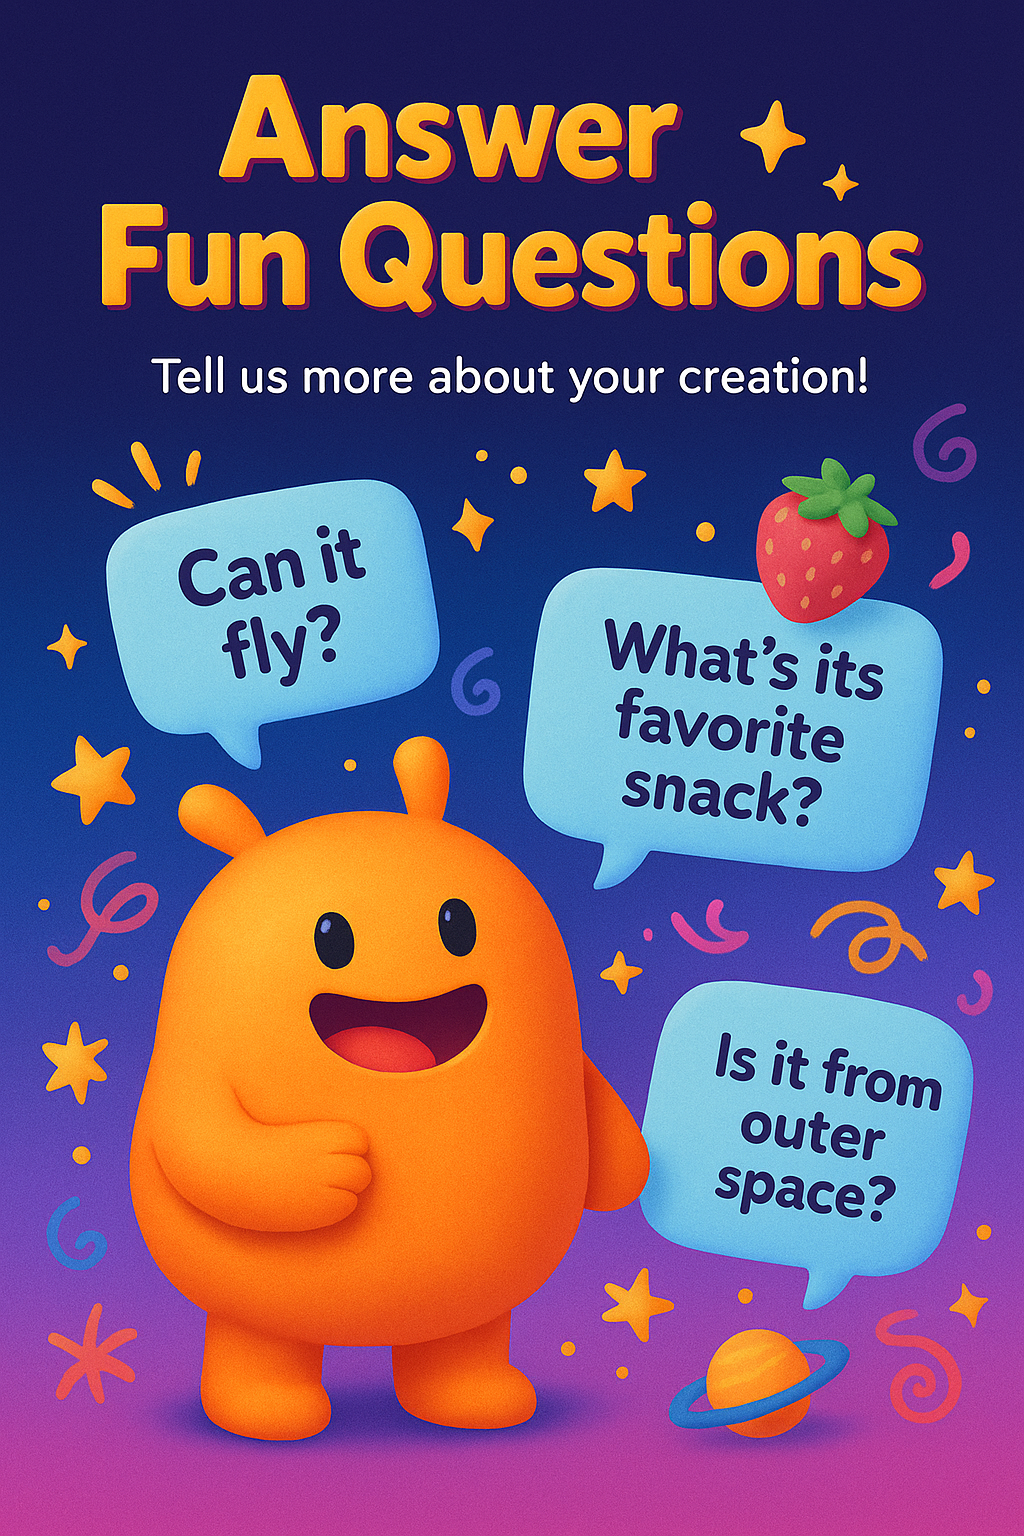 Answer
Fun Questions
Tell us more about your creation!
Can it
fly?
What's its
favorite
snack?
Is it from
outer
space?